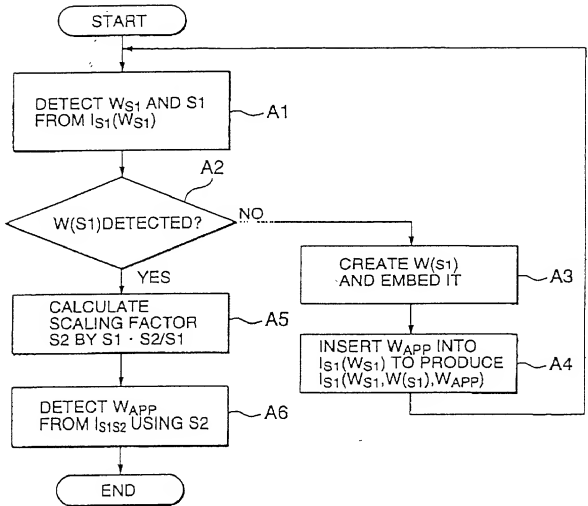 START
DETECT WS1 AND S1
FROM IS1(WS1)
A1
A2
W(S1)DETECTED?
NO
YES
CREATE W(S1)
AND EMBED IT
A3
CALCULATE
SCALING FACTOR
S2 BY S1 · S2/S1
A5
INSERT WAPP INTO
IS1(WS1) TO PRODUCE
IS1(WS1,W(S1),WAPP)
A4
DETECT WAPP
FROM IS1S2 USING S2
A6
END